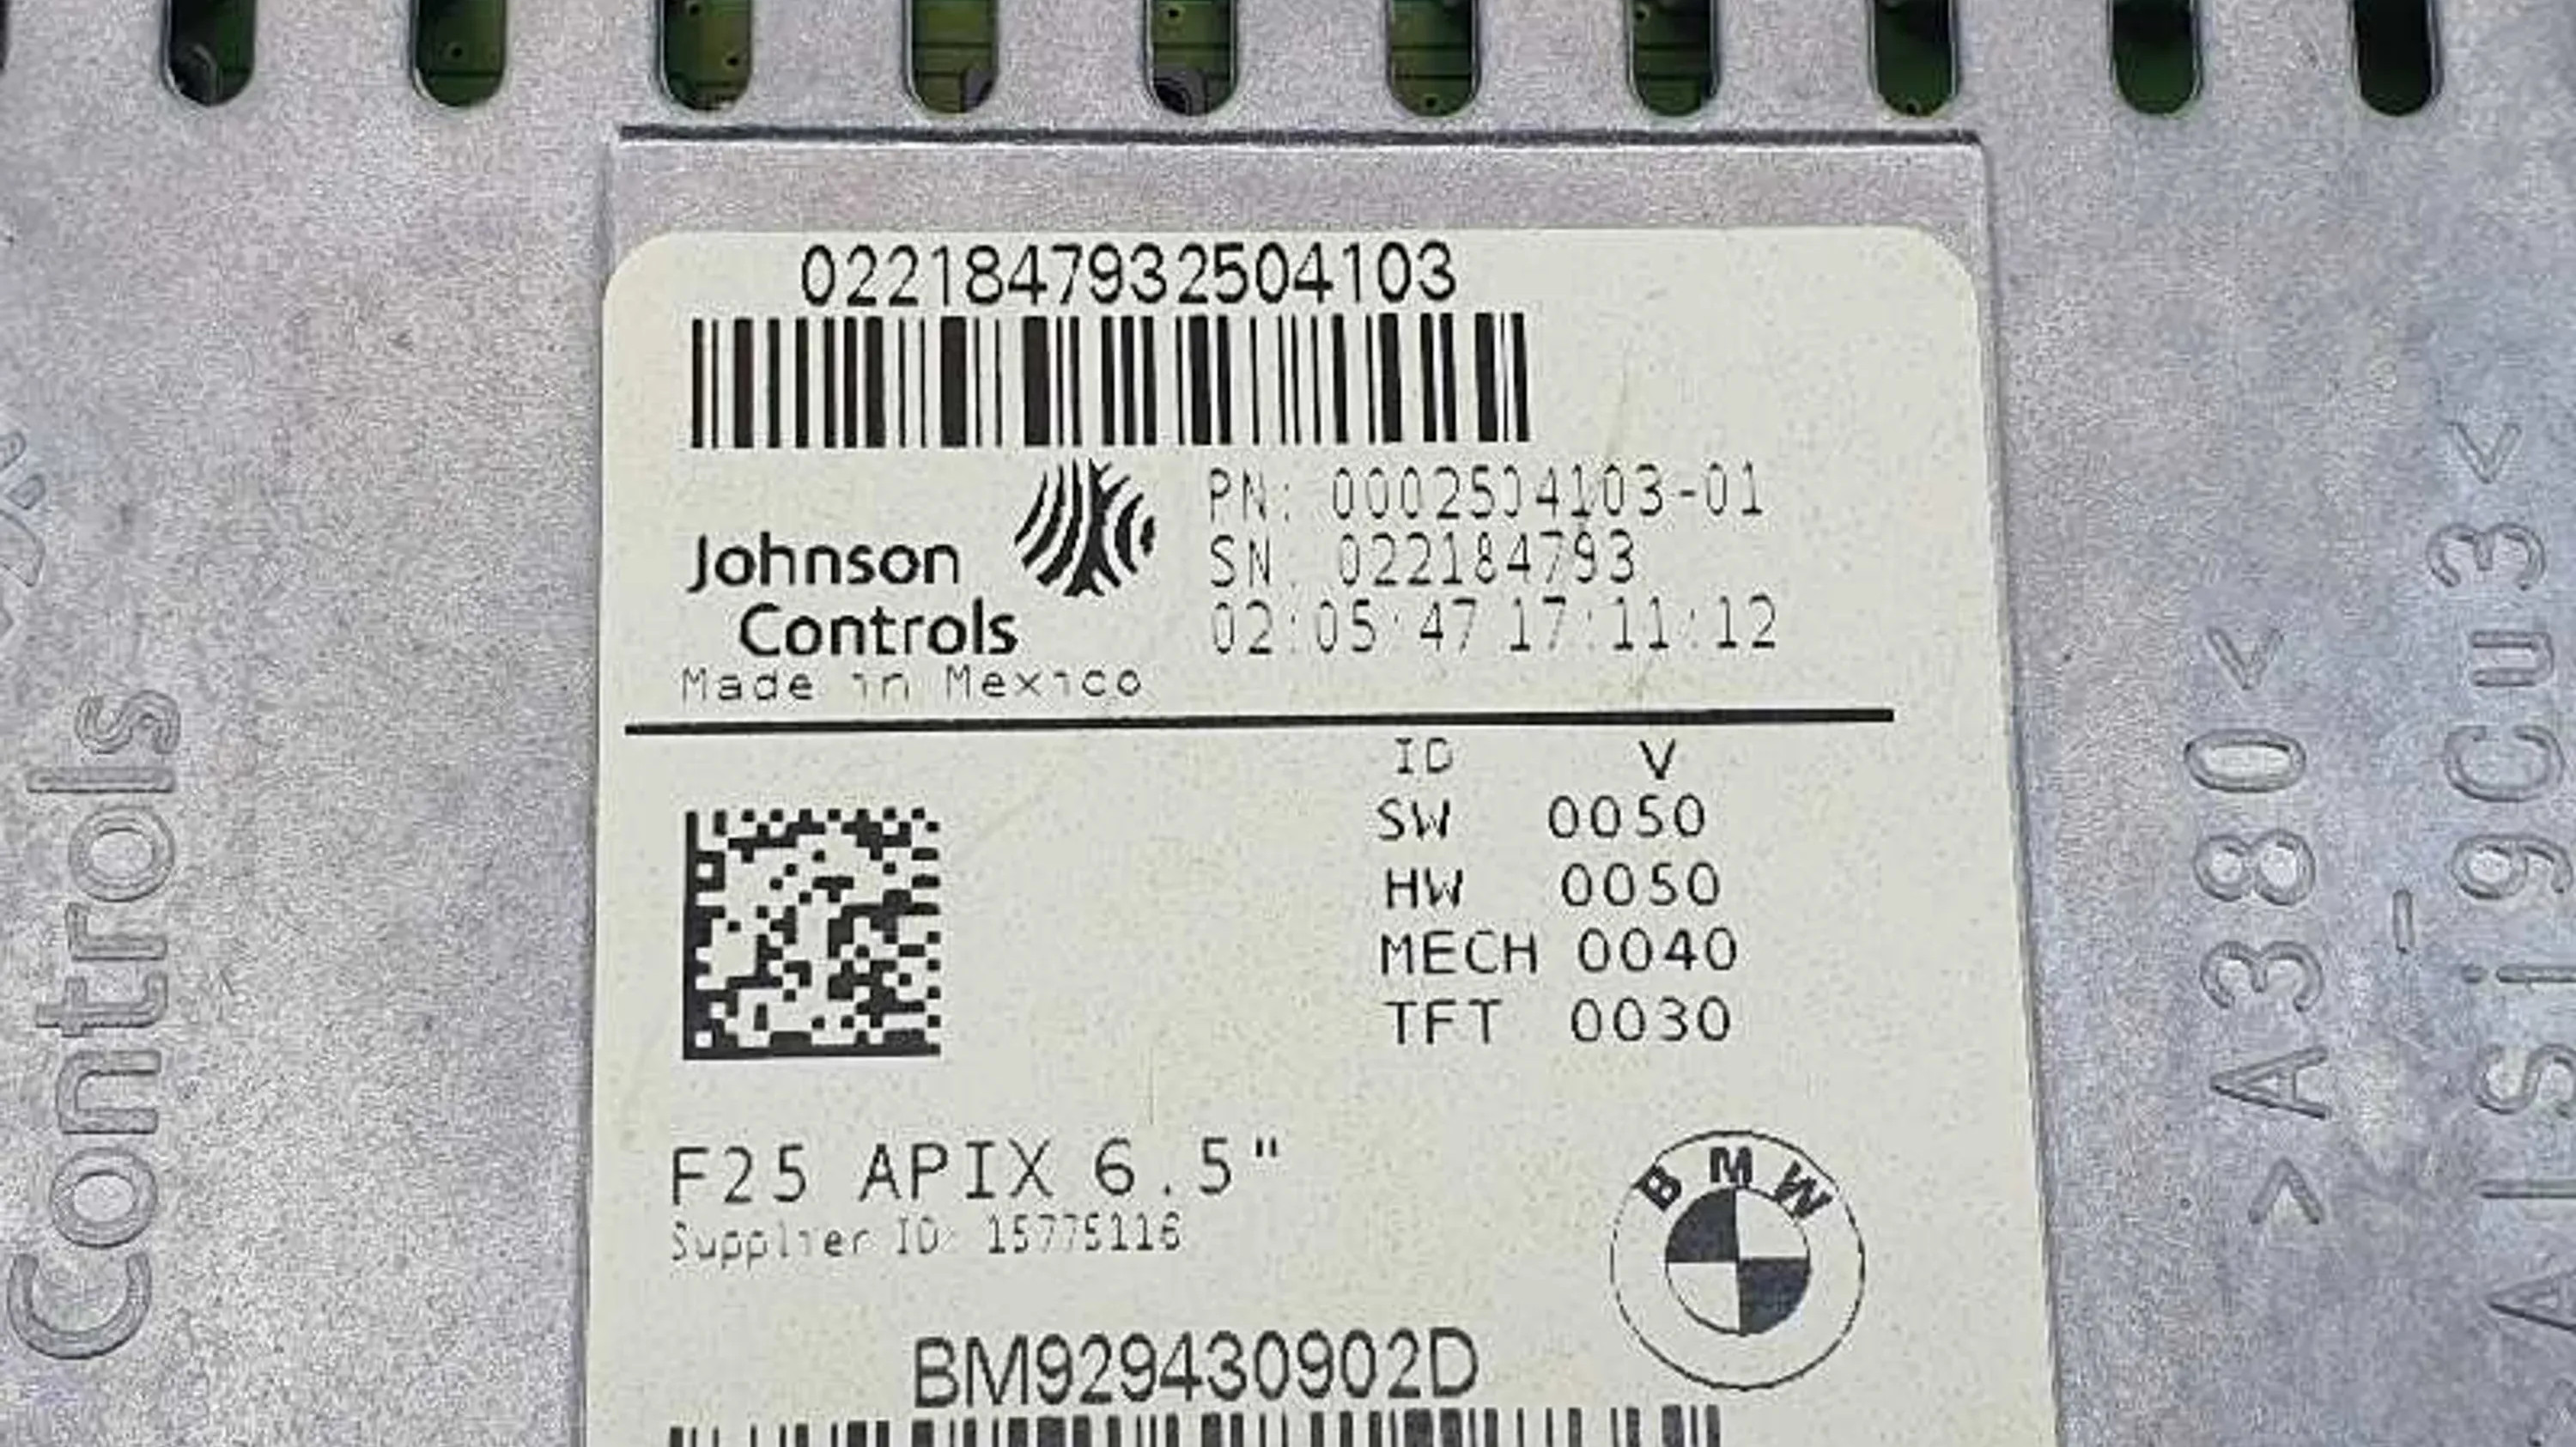 0221847932504103
PN: 0002504103-01
SN: 022184793
02:05:47 17:11:12
Johnson
Controls
Made in Mexico
ID V
SW 0050
HW 0050
MECH 0040
TFT 0030
F25 APIX 6.5"
Supplier ID: 15775116
BMW
BM929430902D
Controls
>A380<
AlSi9Cu3<